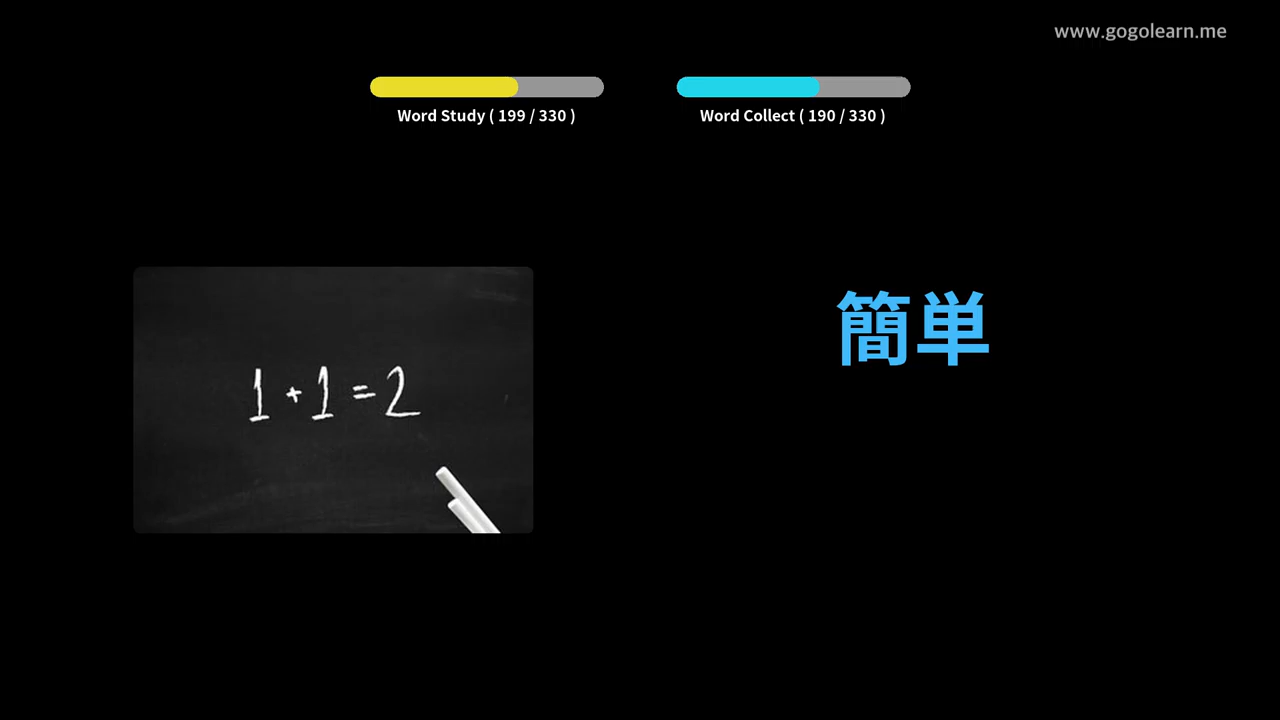 www.gogolearn.me
Word Study ( 199 / 330 )
Word Collect ( 190 / 330 )
1 + 1 = 2
簡単